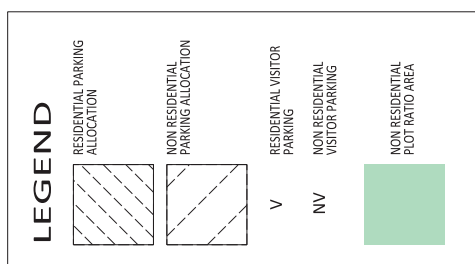 LEGEND
RESIDENTIAL PARKING
ALLOCATION
NON RESIDENTIAL
PARKING ALLOCATION
V
RESIDENTIAL VISITOR
PARKING
NV
NON RESIDENTIAL
VISITOR PARKING
NON RESIDENTIAL
PLOT RATIO AREA